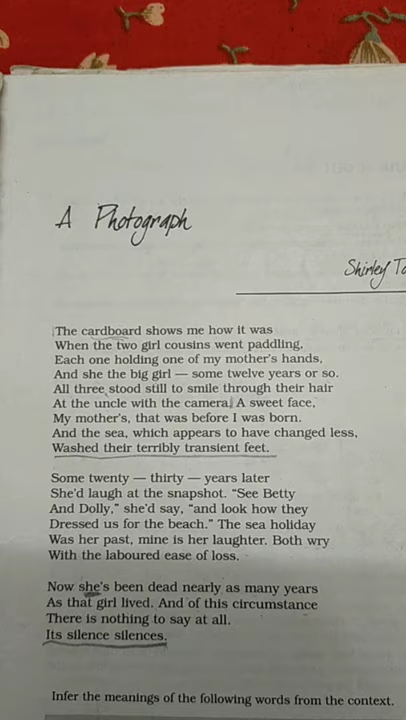 A Photograph
Shirley
The cardboard shows me how it was
When the two girl cousins went paddling,
Each one holding one of my mother's hands,
And she the big girl — some twelve years or so.
All three stood still to smile through their hair
At the uncle with the camera. A sweet face,
My mother's, that was before I was born.
And the sea, which appears to have changed less,
Washed their terribly transient feet.
Some twenty — thirty — years later
She'd laugh at the snapshot. "See Betty
And Dolly," she'd say, "and look how they
Dressed us for the beach." The sea holiday
Was her past, mine is her laughter. Both wry
With the laboured ease of loss.
Now she's been dead nearly as many years
As that girl lived. And of this circumstance
There is nothing to say at all.
Its silence silences.
Infer the meanings of the following words from the context.